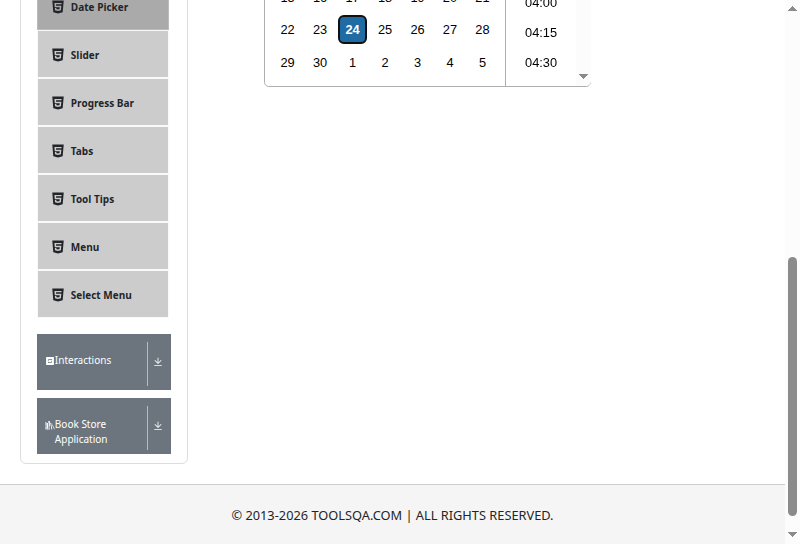 Date Picker
Slider
Progress Bar
Tabs
Tool Tips
Menu
Select Menu
Interactions
Book Store
Application
22 23 24 25 26 27 28
29 30 1 2 3 4 5
04:00
04:15
04:30
© 2013-2026 TOOLSQA.COM | ALL RIGHTS RESERVED.